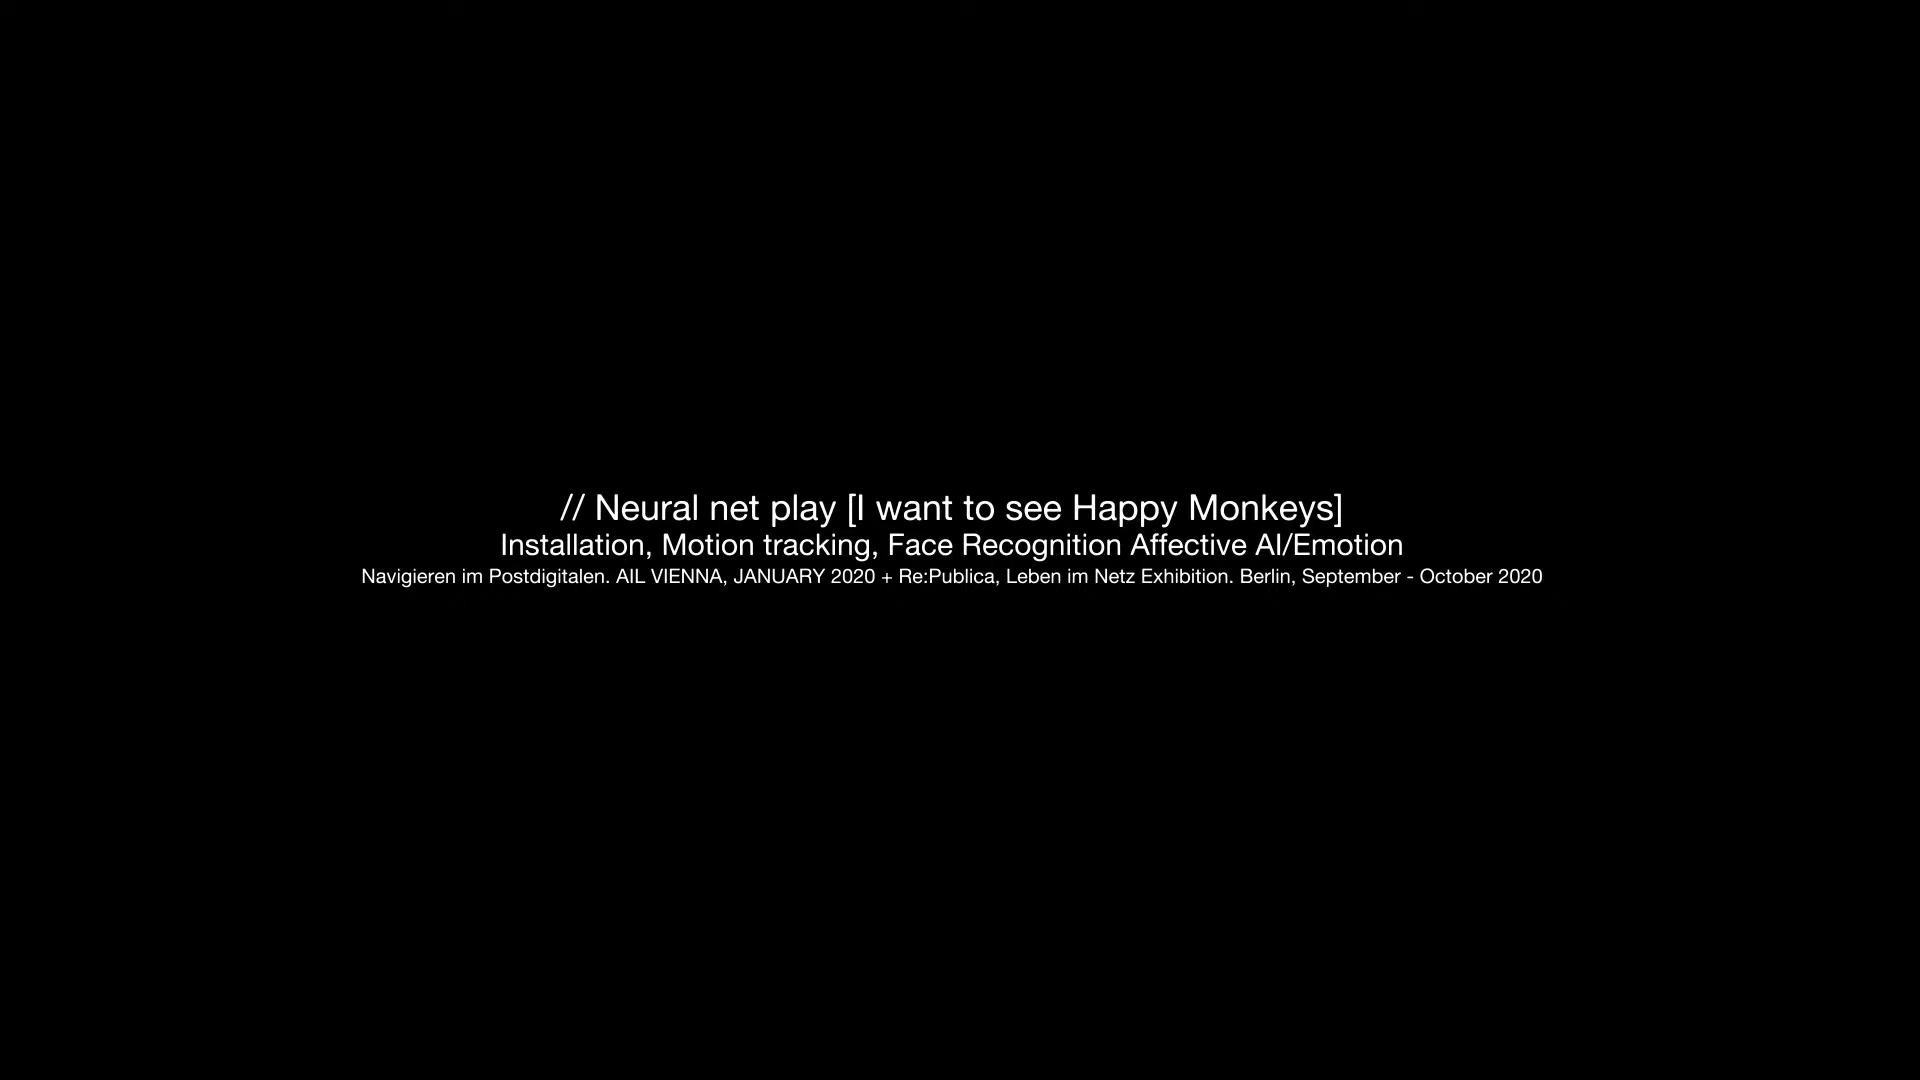 // Neural net play [I want to see Happy Monkeys]
Installation, Motion tracking, Face Recognition Affective AI/Emotion
Navigieren im Postdigitalen. AIL VIENNA, JANUARY 2020 + Re:Publica, Leben im Netz Exhibition. Berlin, September - October 2020